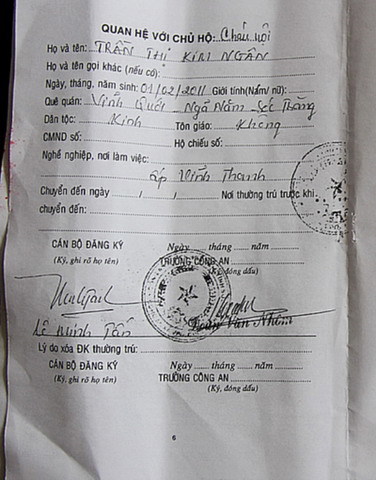 QUAN HỆ VỚI CHỦ HỘ: Cháu nội
Họ và tên: TRẦN THỊ KIM NGÂN
Họ và tên gọi khác (nếu có):
Ngày, tháng, năm sinh: 01/02/2011 Giới tính(Nam/ nữ):
Quê quán: Vĩnh Quới - Ngã Năm - Sóc Trăng
Dân tộc: Kinh Tôn giáo: Không
CMND số: Hộ chiếu số:
Nghề nghiệp, nơi làm việc:
ấp Vĩnh Thanh
Chuyển đến ngày / / Nơi thường trú trước khi
chuyển đến:
CÁN BỘ ĐĂNG KÝ Ngày ...... tháng ...... năm ......
(Ký, ghi rõ họ tên) TRƯỞNG CÔNG AN
(Ký, đóng dấu)
Lê Minh Tấn Văn
Lý do xóa ĐK thường trú:
CÁN BỘ ĐĂNG KÝ Ngày ...... tháng ...... năm ......
(Ký, ghi rõ họ tên) TRƯỞNG CÔNG AN
(Ký, đóng dấu)
6